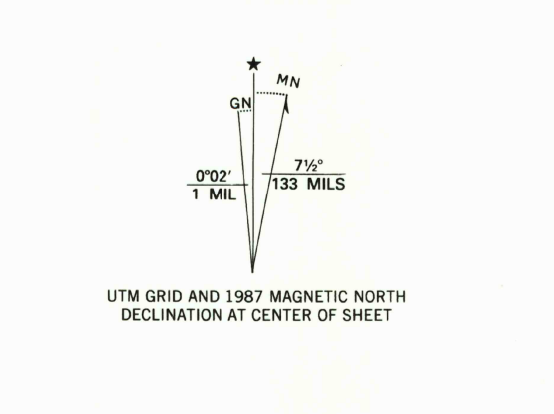 ★
MN
GN
0°02'
1 MIL
7½°
133 MILS
UTM GRID AND 1987 MAGNETIC NORTH
DECLINATION AT CENTER OF SHEET